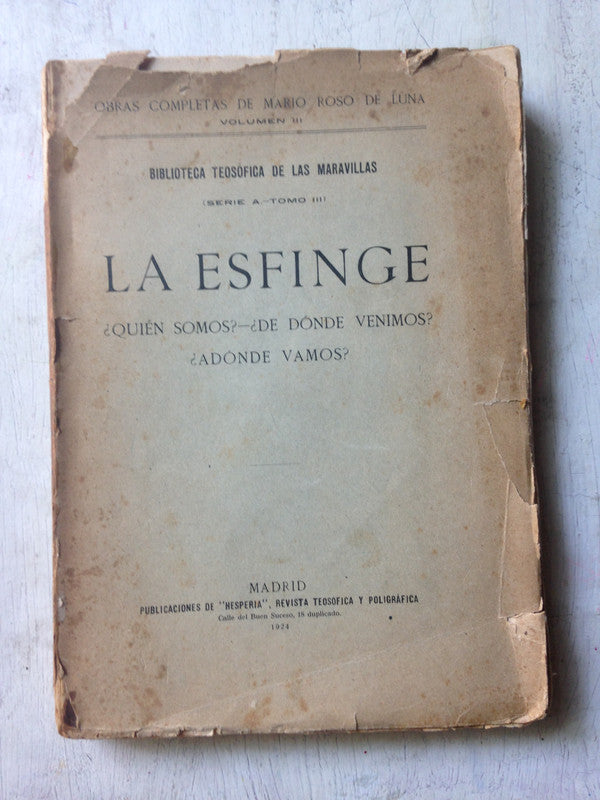 OBRAS COMPLETAS DE MARIO ROSO DE LUNA
VOLUMEN III
BIBLIOTECA TEOSÓFICA DE LAS MARAVILLAS
(SERIE A—TOMO III)
LA ESFINGE
¿QUIÉN SOMOS?—¿DE DÓNDE VENIMOS?
¿ADÓNDE VAMOS?
MADRID
PUBLICACIONES DE "HESPERIA", REVISTA TEOSÓFICA Y POLIGRÁFICA
Calle del Buen Suceso, 18 duplicado.
1924